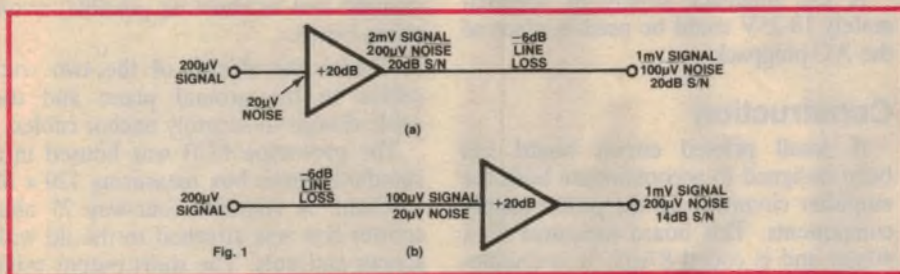 200µV
SIGNAL
20µV
NOISE
+20dB
2mV SIGNAL
200µV NOISE
20dB S/N
−6dB
LINE
LOSS
1mV SIGNAL
100µV NOISE
20dB S/N
(a)
200µV
SIGNAL
−6dB
LINE
LOSS
100µV SIGNAL
20µV NOISE
+20dB
1mV SIGNAL
200µV NOISE
14dB S/N
Fig. 1
(b)